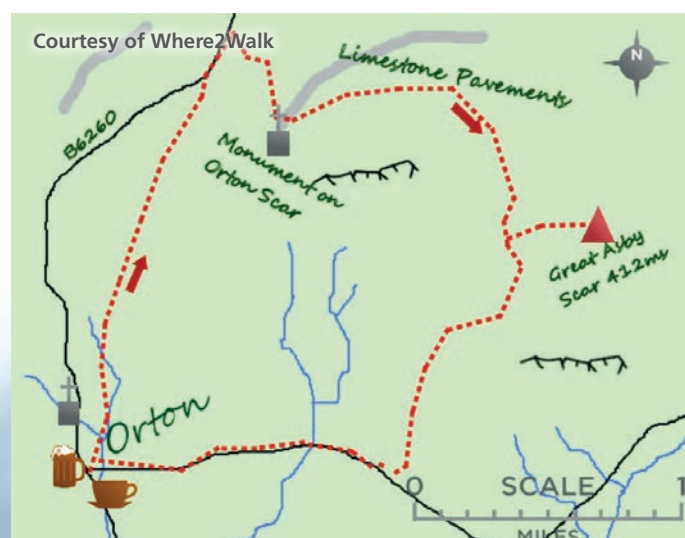 Courtesy of Where2Walk
N
Limestone Pavements
B6260
Monument on
Orton Scar
Great Asby
Scar 412ms
Orton
0 SCALE 1
MILES